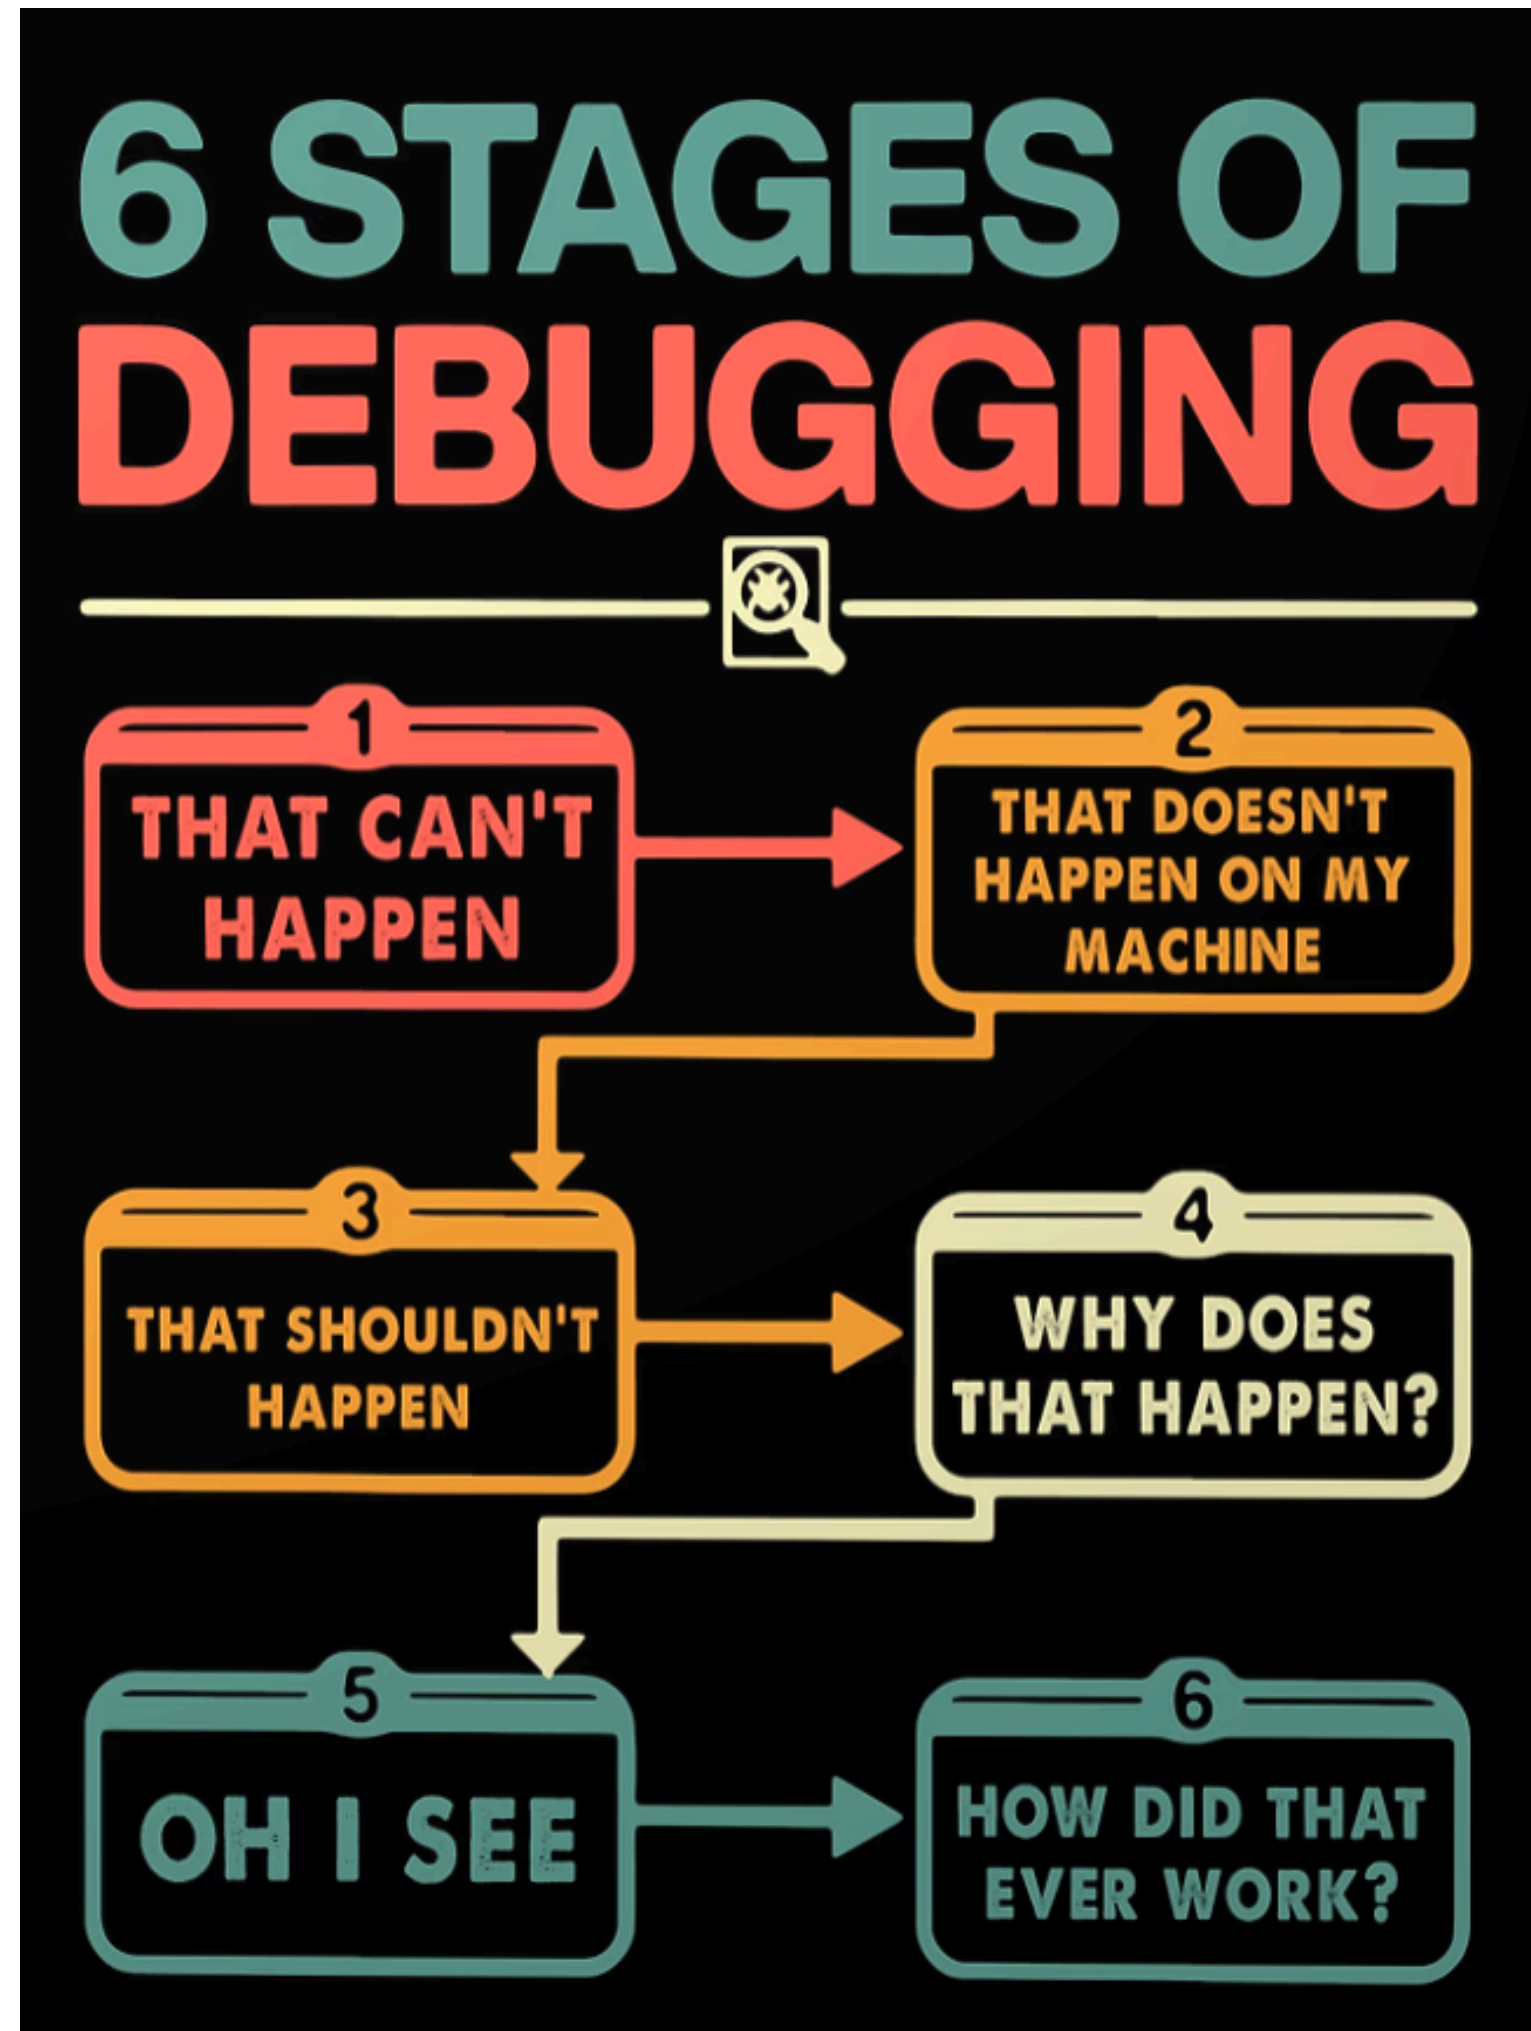 6 STAGES OF
DEBUGGING
1
THAT CAN'T
HAPPEN
2
THAT DOESN'T
HAPPEN ON MY
MACHINE
3
THAT SHOULDN'T
HAPPEN
4
WHY DOES
THAT HAPPEN?
5
OH I SEE
6
HOW DID THAT
EVER WORK?